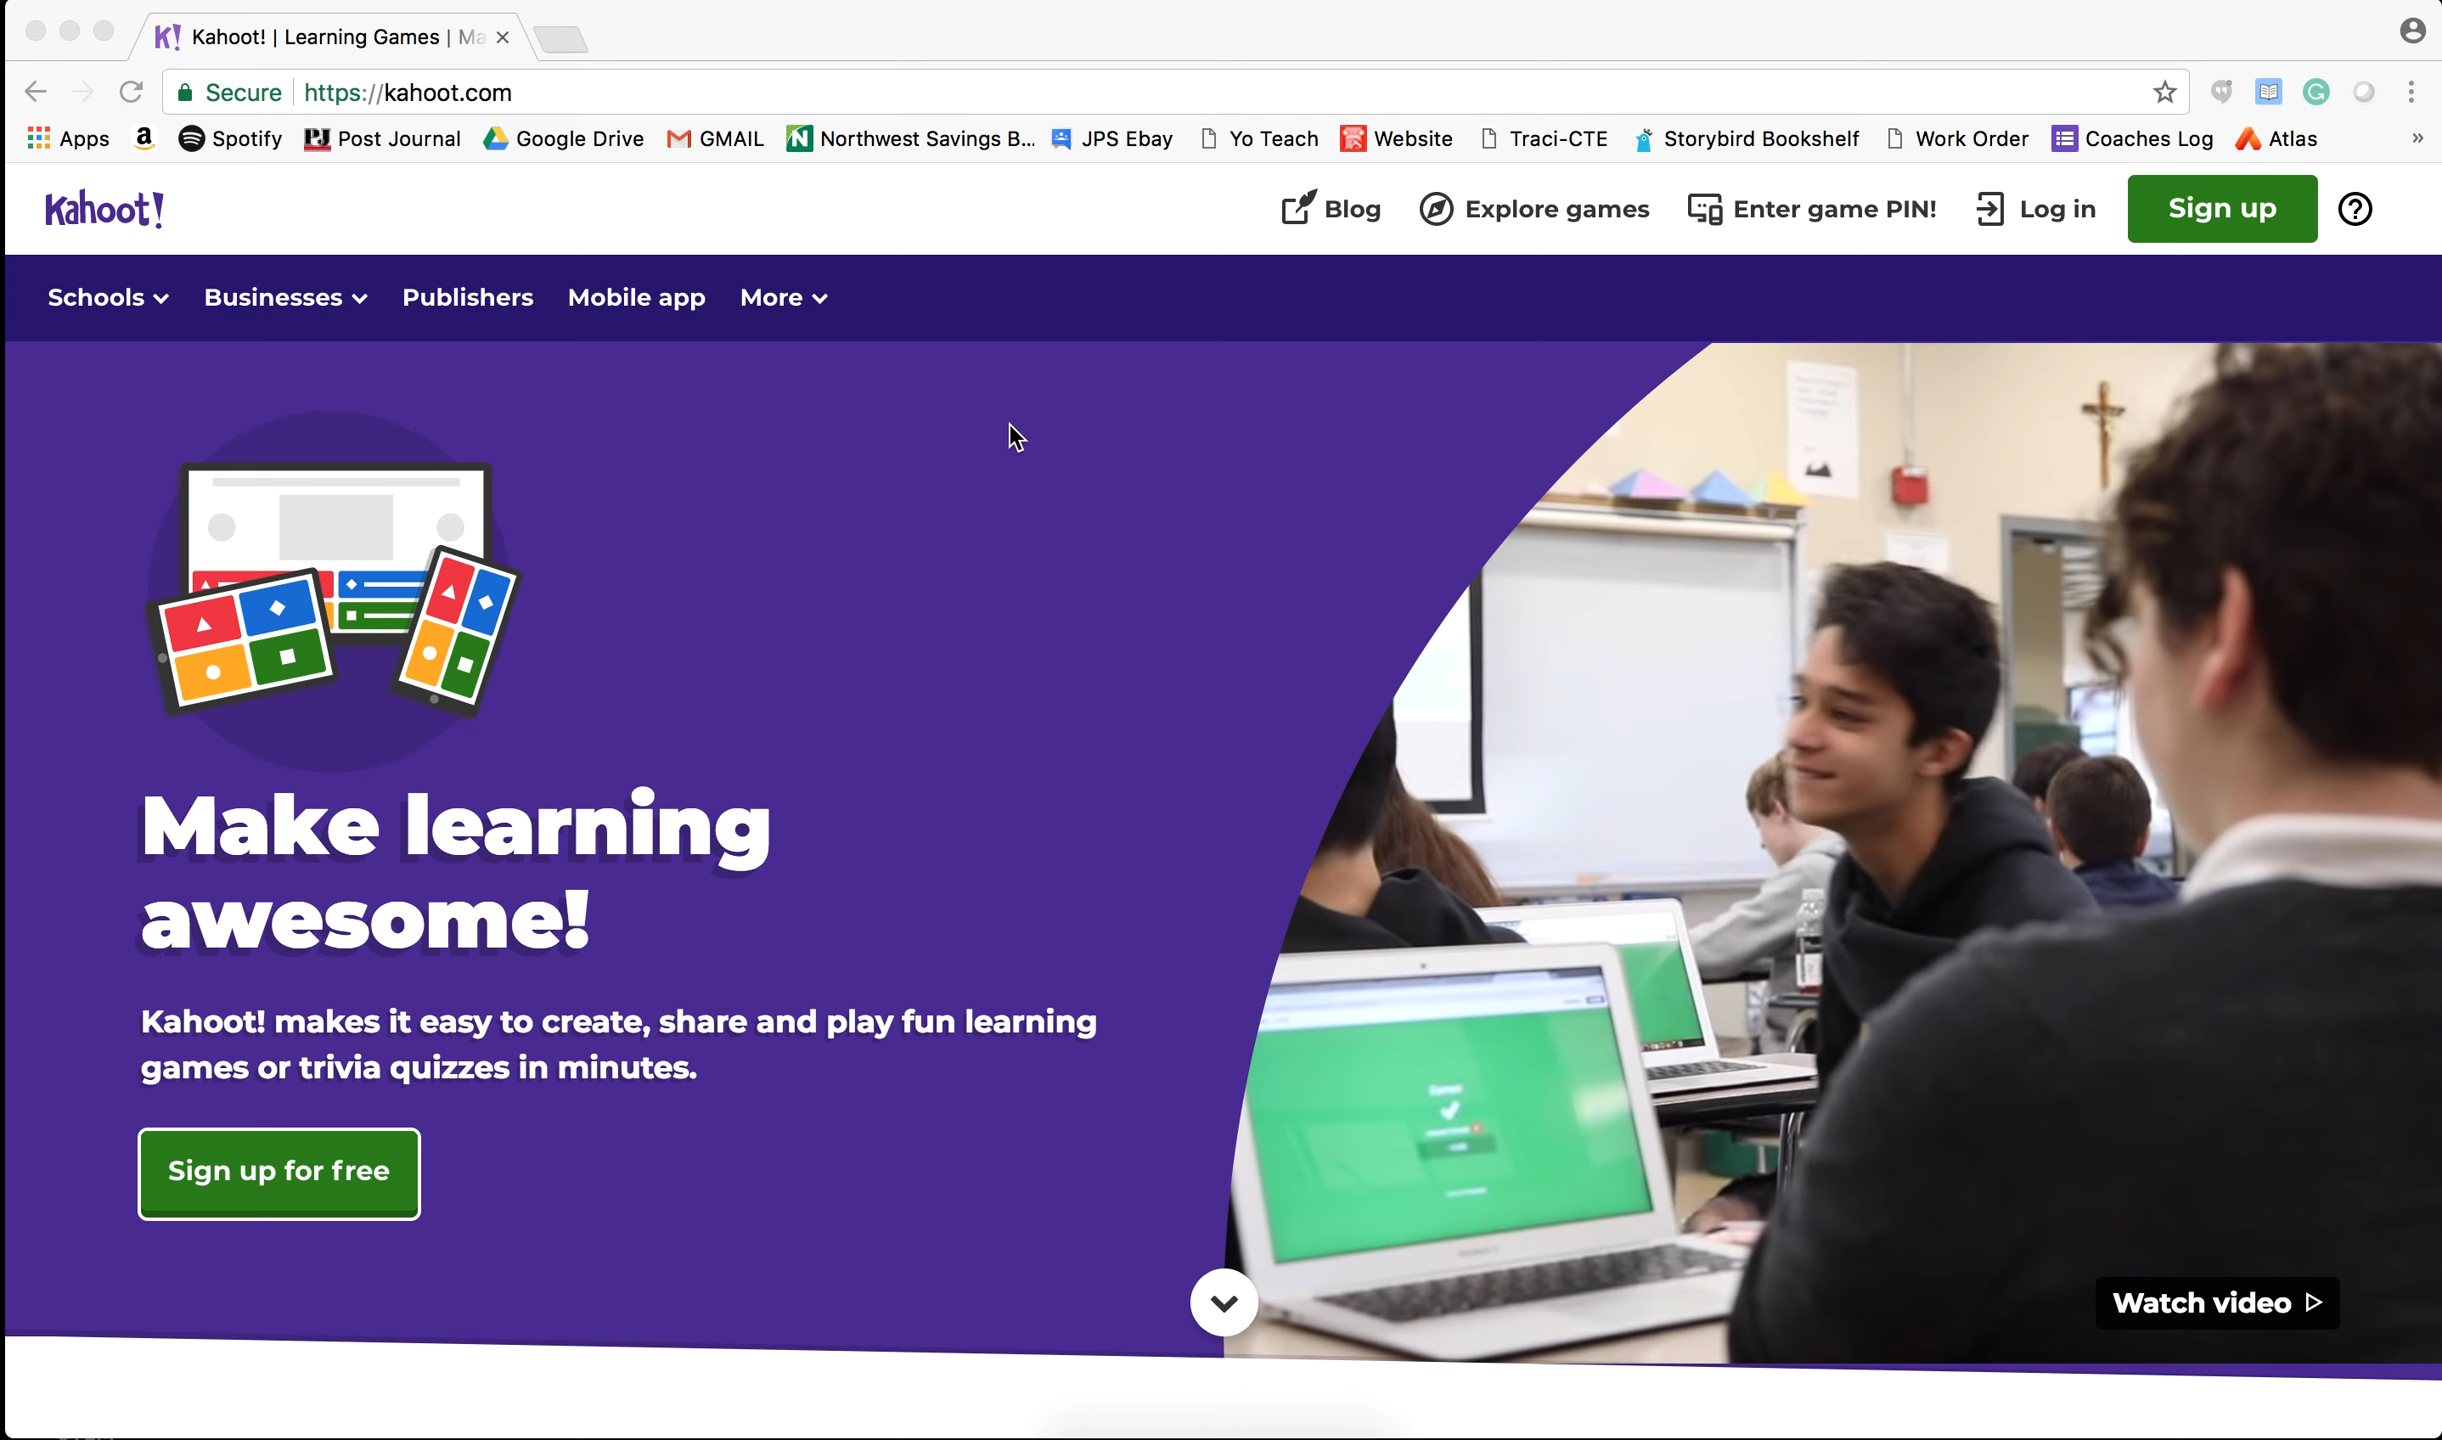 K! Kahoot! | Learning Games | Ma
Secure https://kahoot.com
Apps Spotify Post Journal Google Drive GMAIL Northwest Savings B... JPS Ebay Yo Teach Website Traci-CTE Storybird Bookshelf Work Order Coaches Log Atlas »
Kahoot! Blog Explore games Enter game PIN! Log in Sign up
Schools Businesses Publishers Mobile app More
Make learning
awesome!
Kahoot! makes it easy to create, share and play fun learning
games or trivia quizzes in minutes.
Sign up for free
Watch video